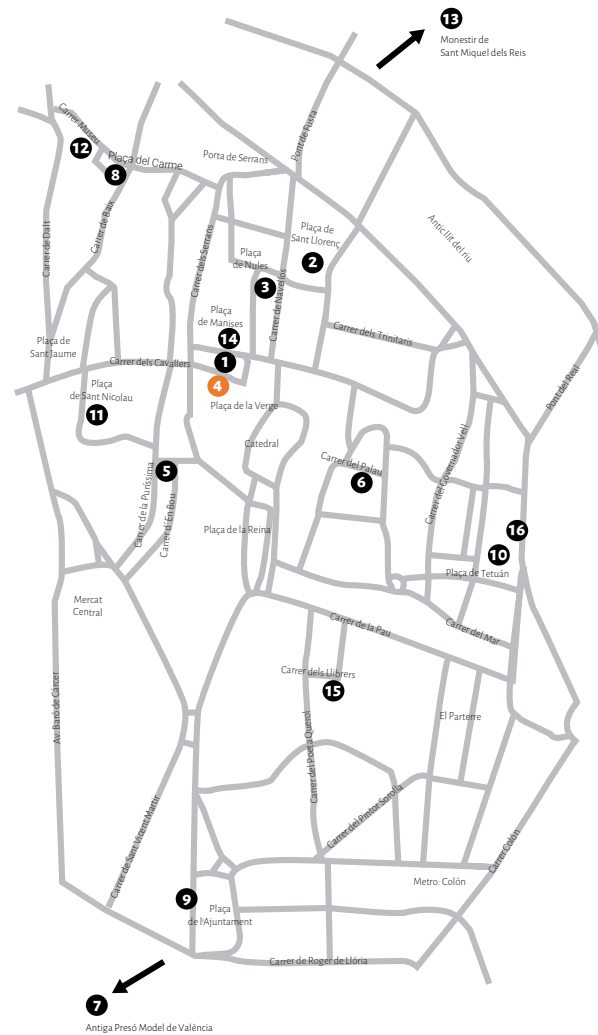 13
Monestir de
Sant Miquel dels Reis
Carrer Museu
12
Plaça del Carme
8
Porta de Serrans
Pont de Fusta
Carrer de Dalt
Carrer de Baix
Carrer dels Serrans
Plaça de
Sant Llorenç
2
Antic llit del riu
Plaça
de Nules
3
Carrer de Navellos
Plaça
de Manises
14
Carrer dels Trinitaris
Plaça de
Sant Jaume
Carrer dels Cavallers
1
4
Plaça de la Verge
Pont del Real
Plaça
de Sant Nicolau
11
Catedral
Carrer del Palau
6
Carrer del Governador Vell
5
Carrer de la Puríssima
Carrer d'En Bou
Plaça de la Reina
16
10
Plaça de Tetuán
Mercat
Central
Carrer de la Pau
Carrer del Mar
Carrer dels Llibrers
15
Av. Baró de Cárcer
Carrer del Poeta Querol
El Parterre
Carrer de Sant Vicent Martir
Carrer del Pintor Sorolla
Carrer Colón
Metro: Colón
9
Plaça
de l'Ajuntament
Carrer de Roger de Llória
7
Antiga Presó Model de València